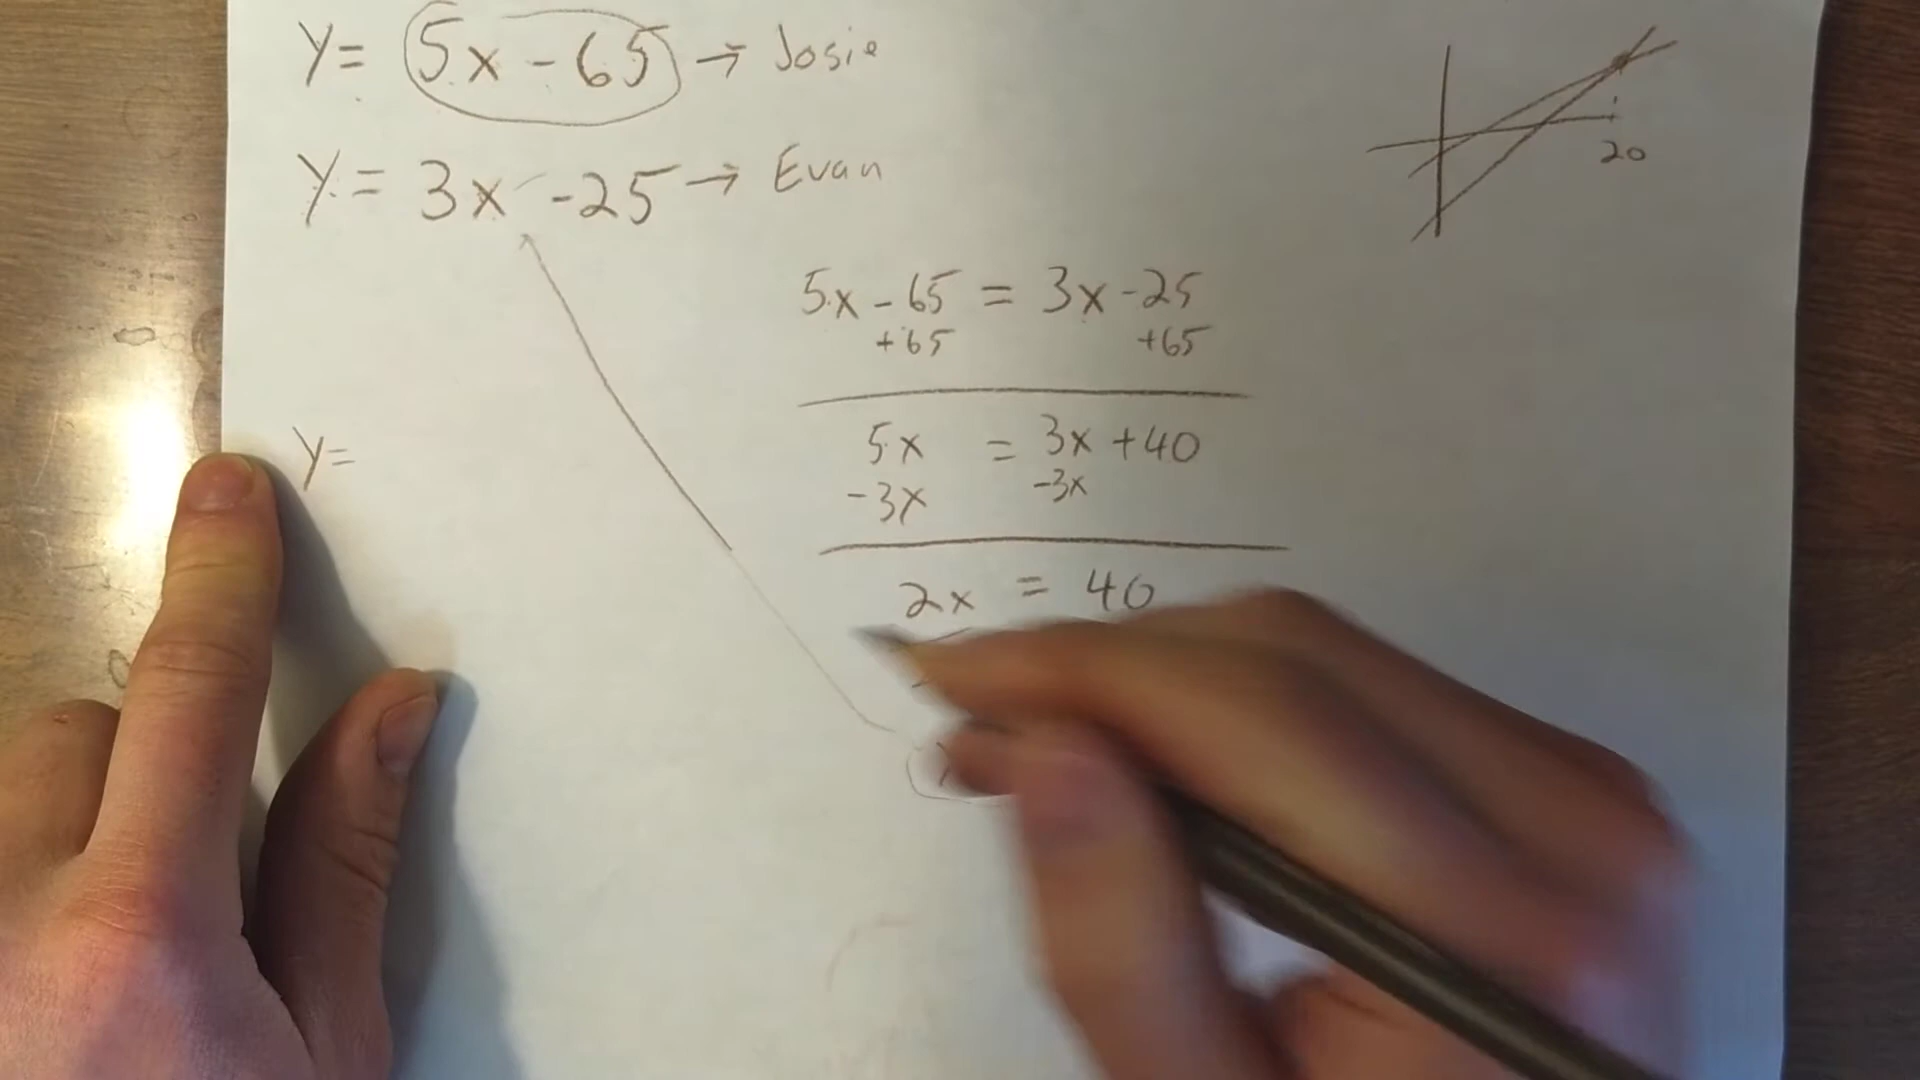 y = 5x - 65 → Josie
y = 3x - 25 → Evan
20
5x - 65 = 3x - 25
+65 +65
5x = 3x + 40
-3x -3x
y =
2x = 40